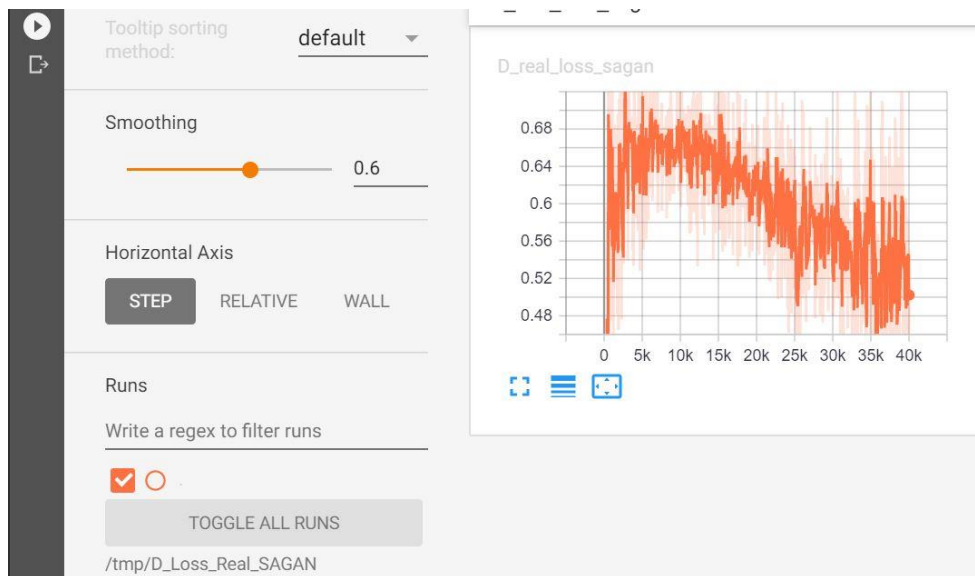 Tooltip sorting
method:
default
Smoothing
0.6
Horizontal Axis
STEP RELATIVE WALL
Runs
Write a regex to filter runs
TOGGLE ALL RUNS
/tmp/D_Loss_Real_SAGAN
D_real_loss_sagan
0.68
0.64
0.6
0.56
0.52
0.48
0 5k 10k 15k 20k 25k 30k 35k 40k